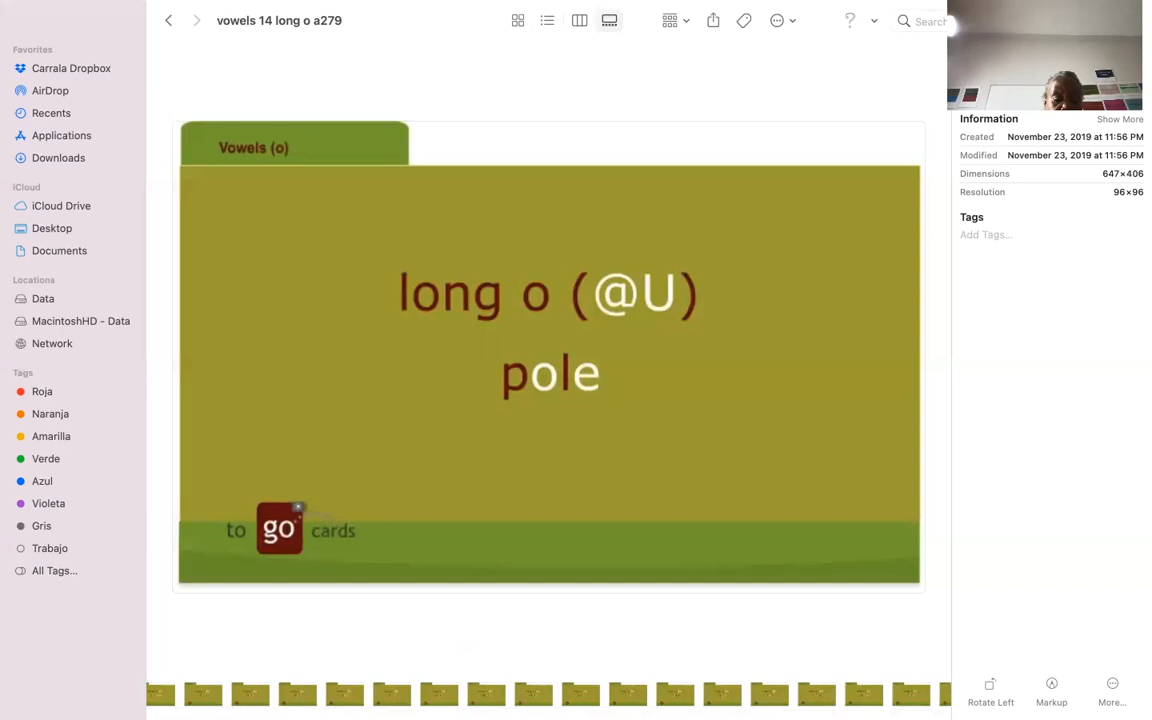 vowels 14 long o a279
Search
Favorites
Carrala Dropbox
AirDrop
Recents
Applications
Downloads
iCloud
iCloud Drive
Desktop
Documents
Locations
Data
MacintoshHD - Data
Network
Tags
Roja
Naranja
Amarilla
Verde
Azul
Violeta
Gris
Trabajo
All Tags...
Vowels (o)
long o (@U)
pole
to go cards
Information
Show More
Created November 23, 2019 at 11:56 PM
Modified November 23, 2019 at 11:56 PM
Dimensions 647×406
Resolution 96×96
Tags
Add Tags...
Rotate Left
Markup
More...